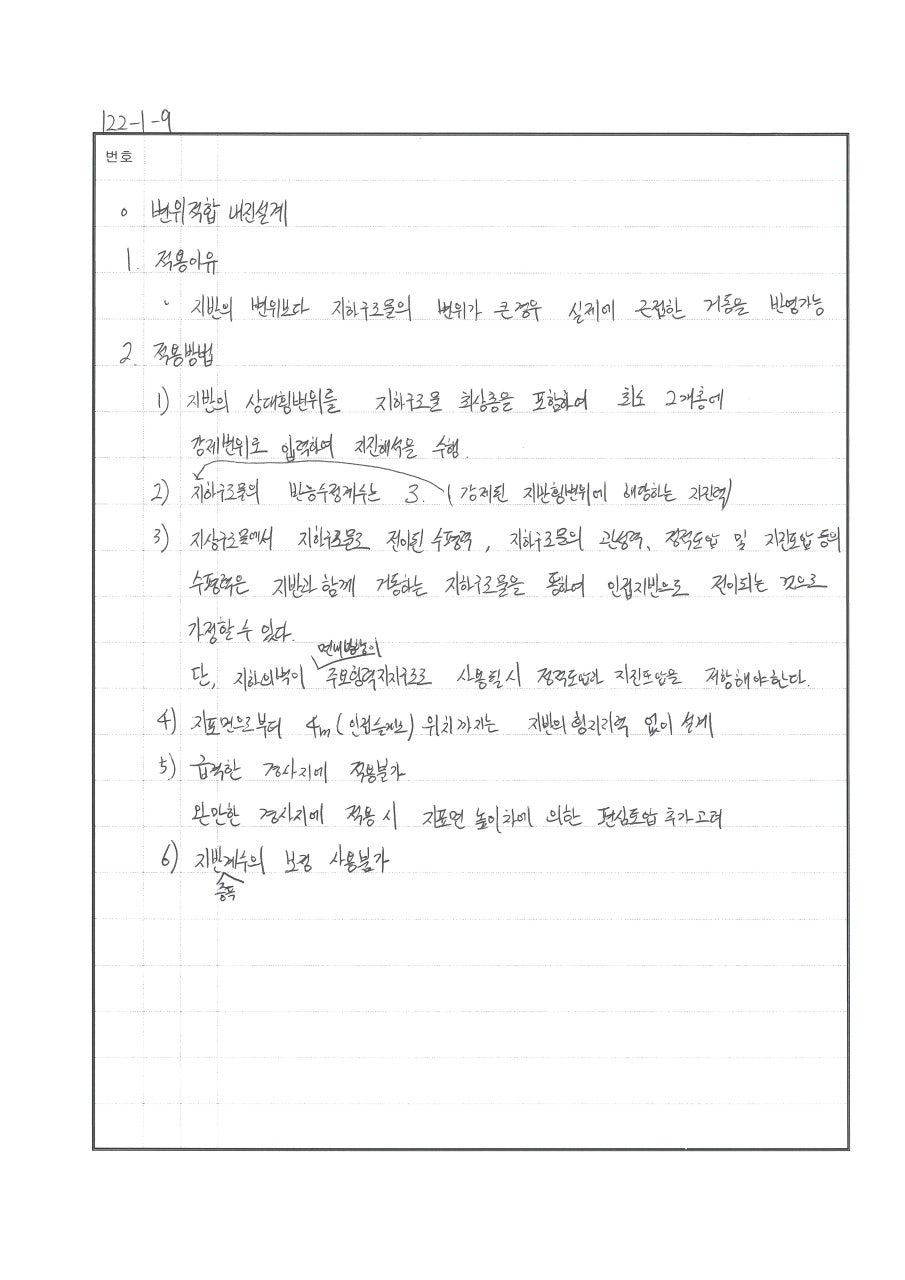 122-1-9
번호
o 변위적합 내진설계
1. 적용이유
· 지반의 변위보다 지하구조물의 변위가 큰경우 실제에 근접한 거동을 반영가능
2. 적용방법
1) 지반의 상대횡변위를 지하구조물 최상층을 포함하여 최소 2개층에
강제변위로 입력하여 지진해석을 수행.
2) 지하구조물의 반응수정계수는 3. (강제된 지반횡변위에 해당하는 지진력)
3) 지상구조물에서 지하구조물로 전이된 수평력, 지하구조물의 관성력, 정적토압 및 지진토압 등의
수평력은 지반과 함께 거동하는 지하구조물을 통하여 인접지반으로 전이되는 것으로
가정할 수 있다.
면내방향의
단, 지하외벽이 주요횡력저항구조로 사용될시 정적토압과 지진토압을 저항해야한다.
4) 지표면으로부터 4m(인접슬래브) 위치까지는 지반의 횡지지력 없이 설계
5) 급격한 경사지에 적용불가
완만한 경사지에 적용시 지표면 높이차에 의한 편심토압 추가고려
6) 지반계수의 보정 사용불가
증폭